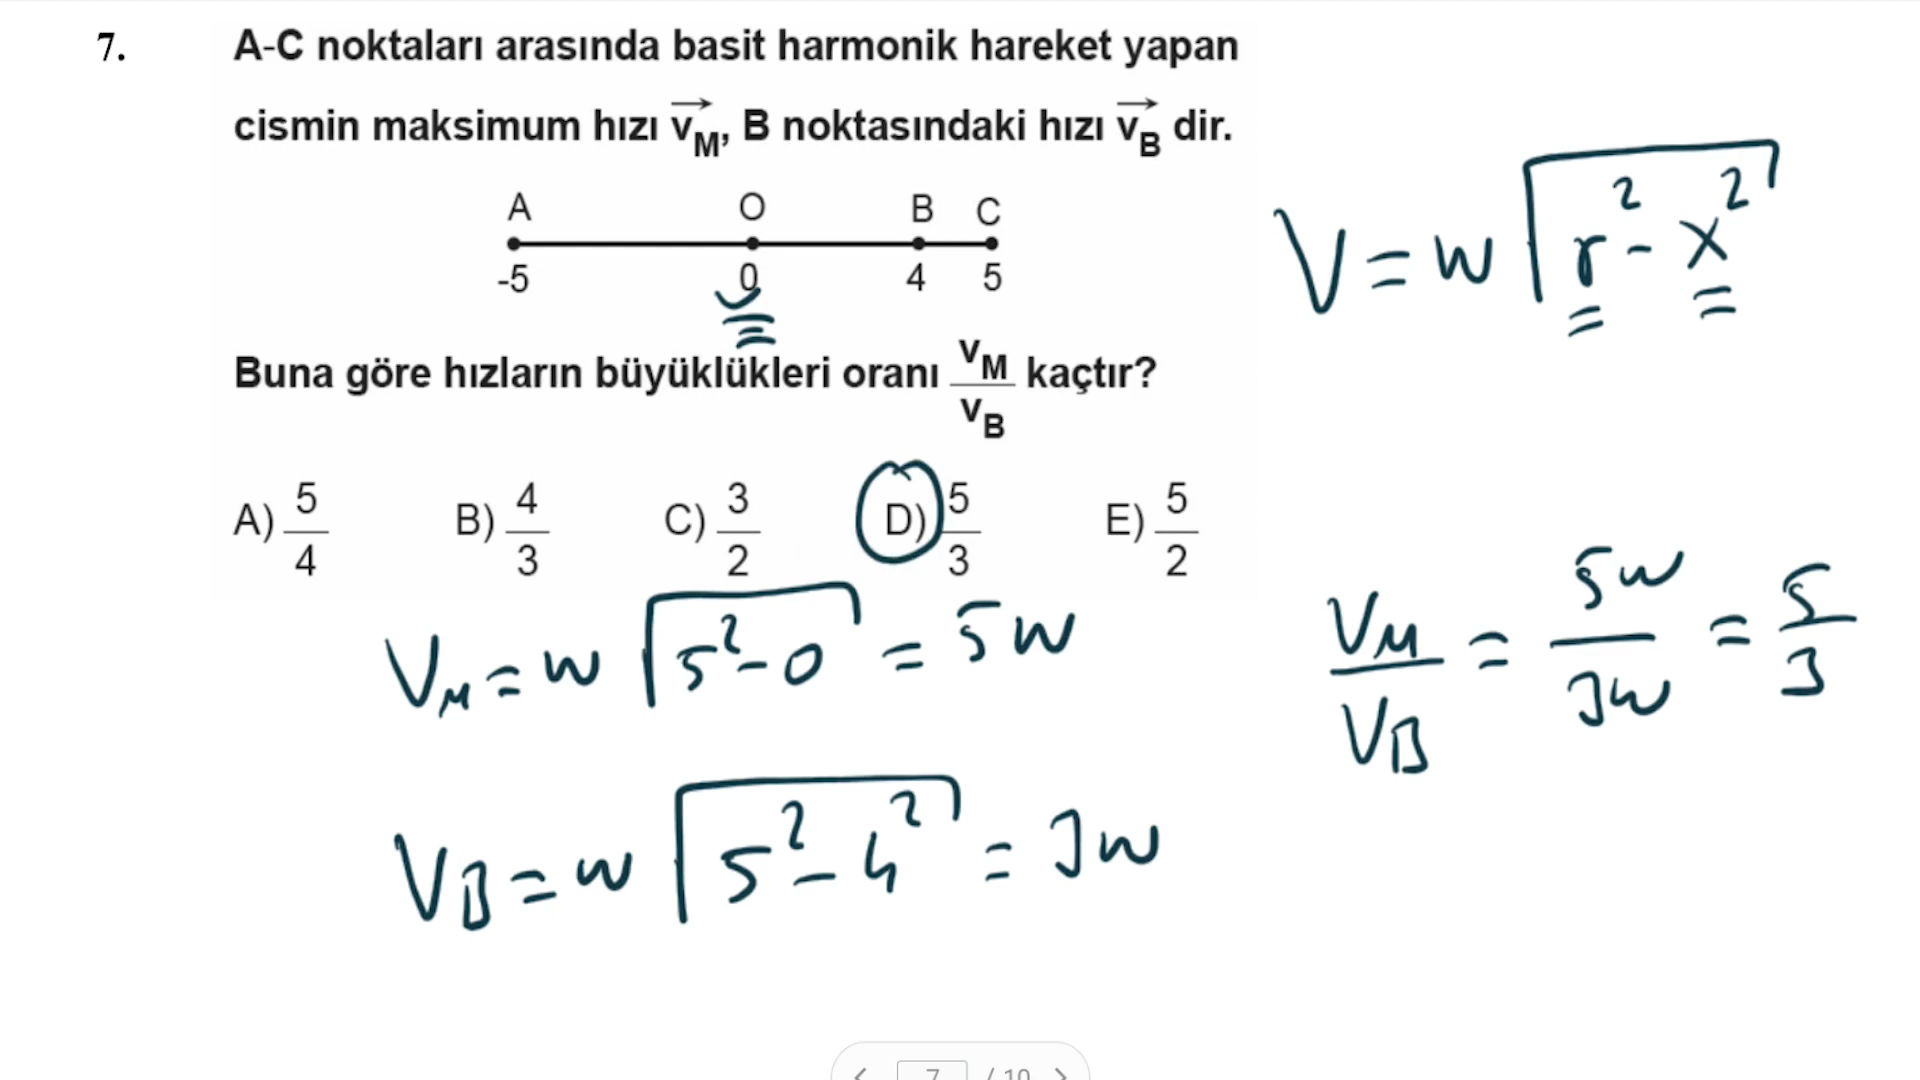 7.
A-C noktaları arasında basit harmonik hareket yapan
cismin maksimum hızı v⃗M, B noktasındaki hızı v⃗B dir.
A O B C
-5 0 4 5
V = w √(r² - x²)
Buna göre hızların büyüklükleri oranı vM/vB kaçtır?
A) 5/4 B) 4/3 C) 3/2 D) 5/3 E) 5/2
VM = w √(5² - 0) = 5w
VM/VB = 5w/3w = 5/3
VB = w √(5² - 4²) = 3w
7 / 10